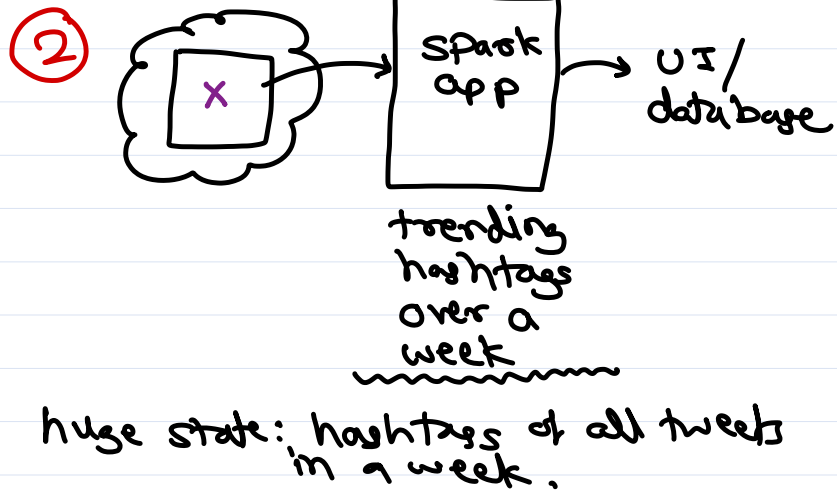 2
X
Spark
app
UI/
database
trending
hashtags
over a
week
huge state: hashtags of all tweets
in a week.